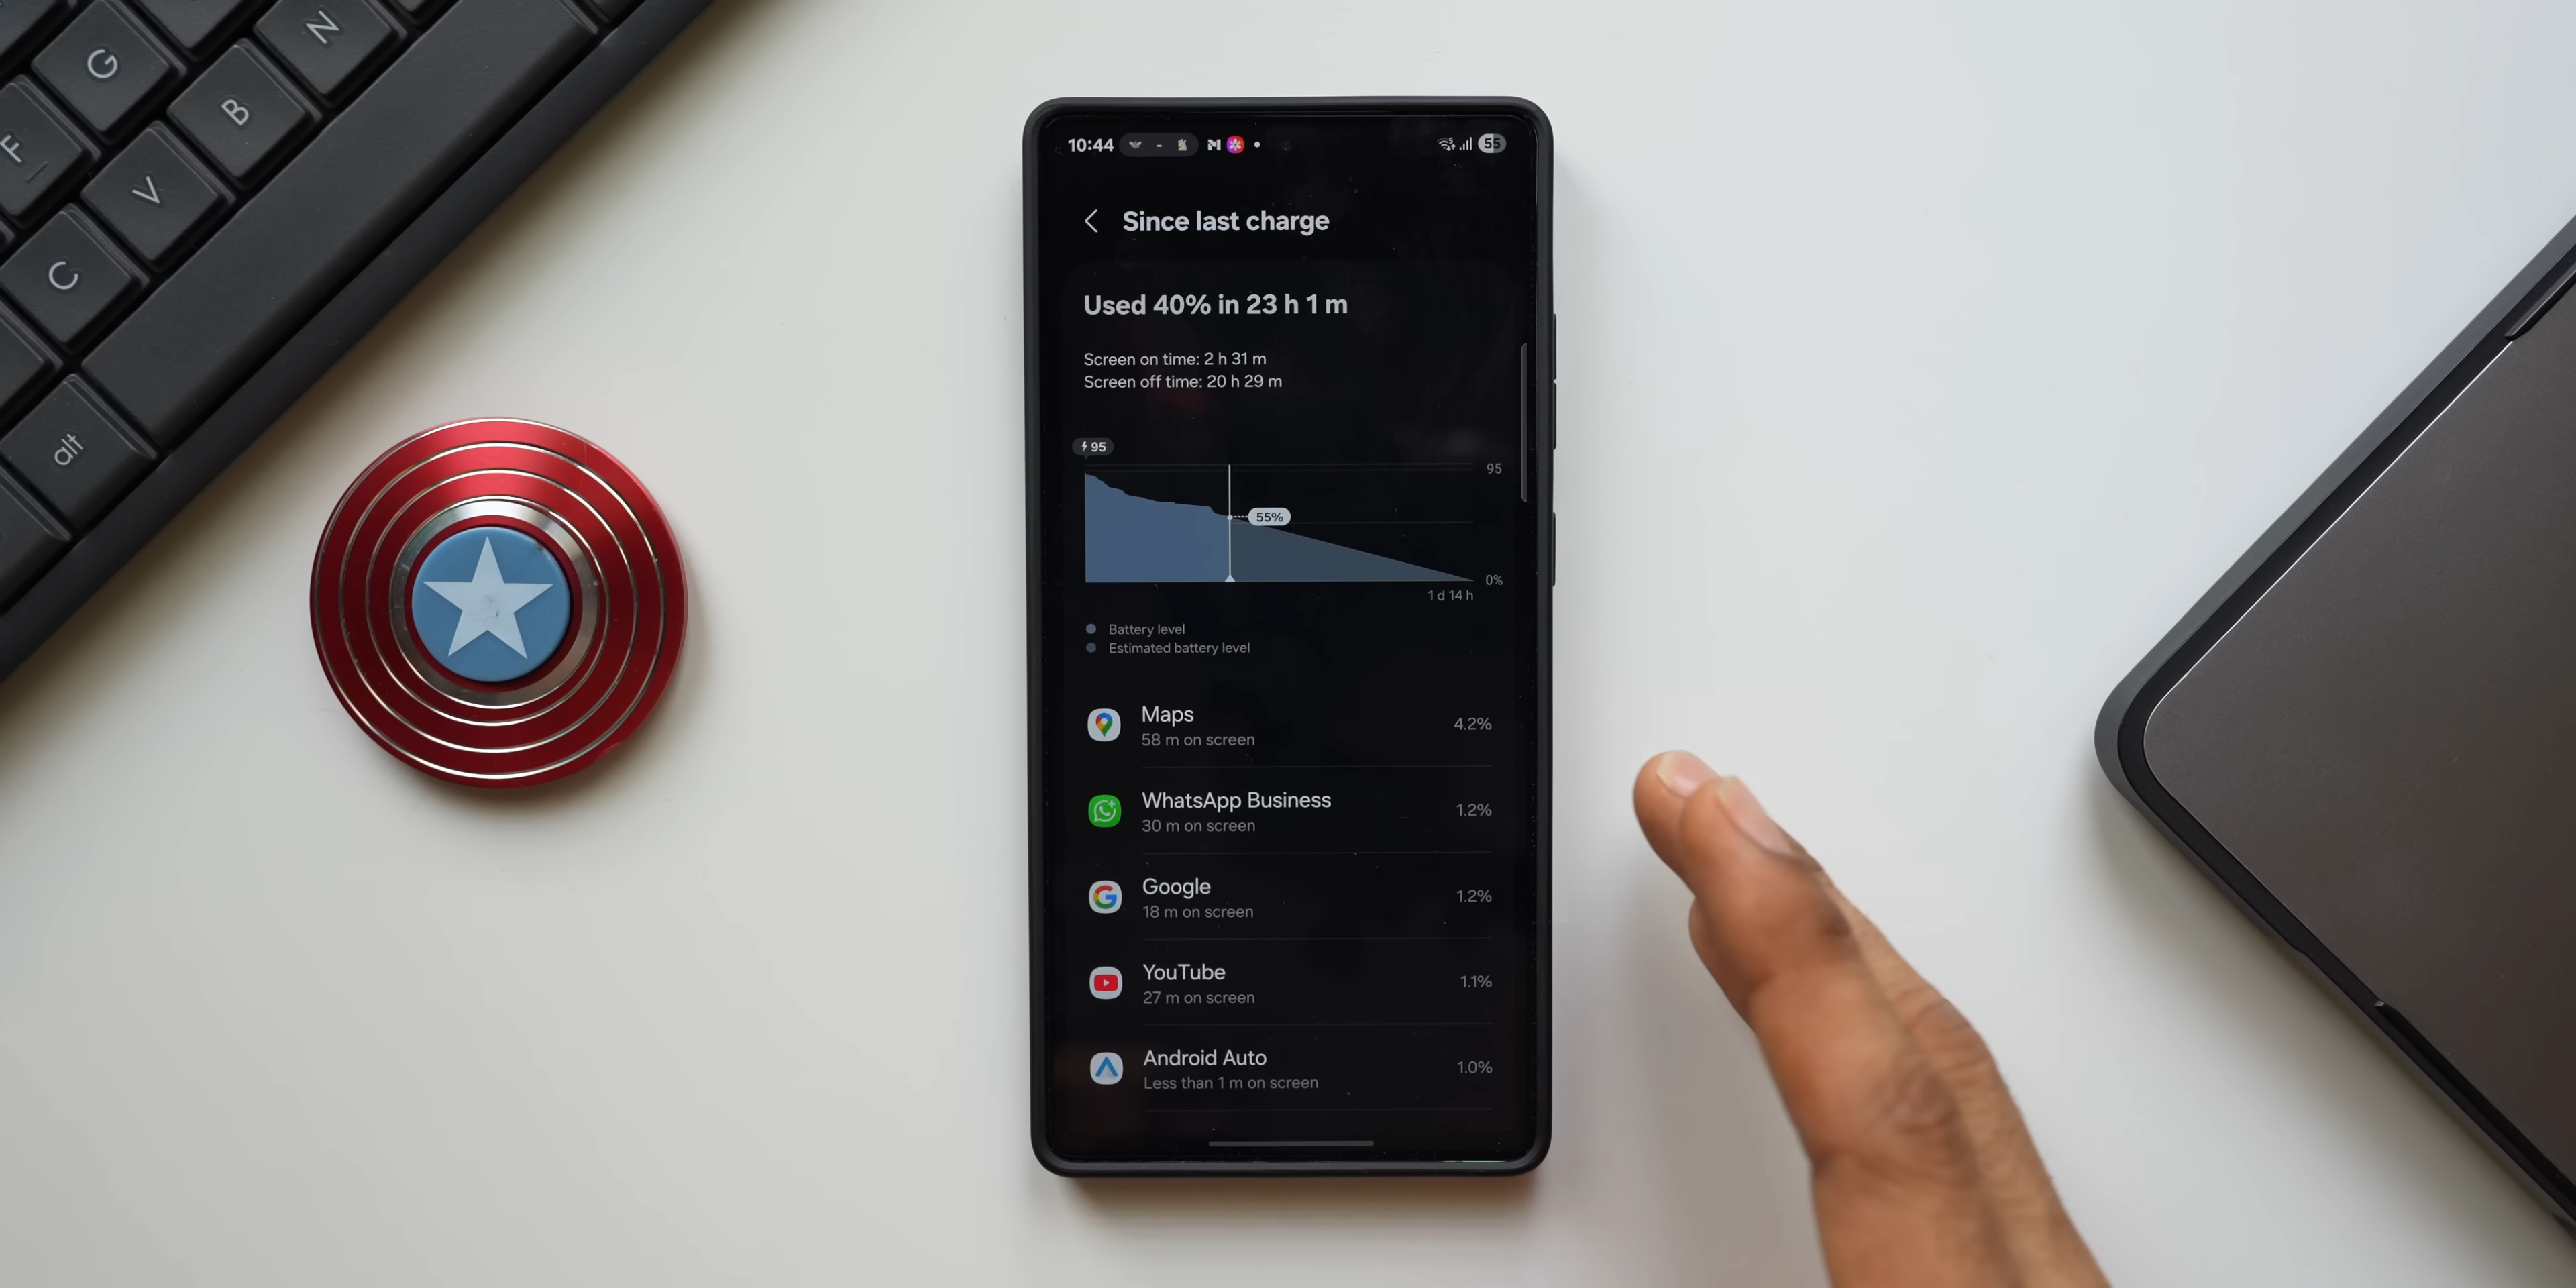 G
N
B
F
V
C
alt
10:44
55
Since last charge
Used 40% in 23 h 1 m
Screen on time: 2 h 31 m
Screen off time: 20 h 29 m
95
95
55%
0%
1 d 14 h
Battery level
Estimated battery level
Maps
58 m on screen
4.2%
WhatsApp Business
30 m on screen
1.2%
Google
18 m on screen
1.2%
YouTube
27 m on screen
1.1%
Android Auto
Less than 1 m on screen
1.0%